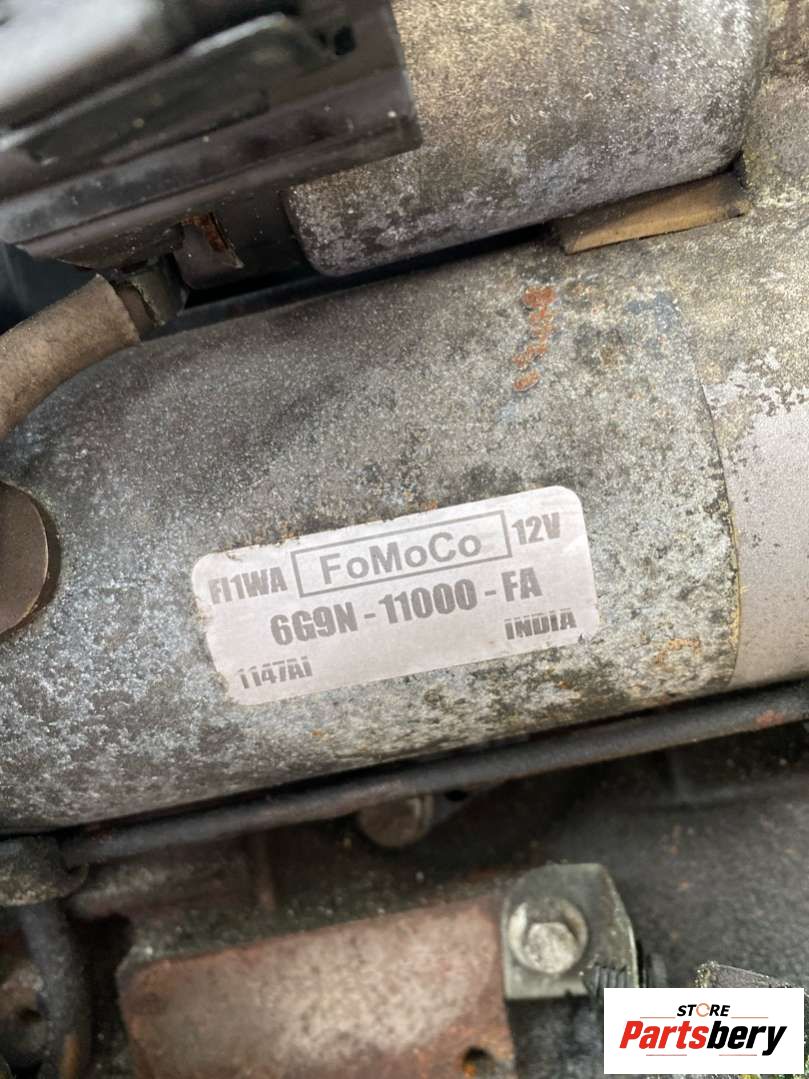 FI1WA FoMoCo 12V
6G9N - 11000 - FA
1147AI INDIA
STORE
Partsbery